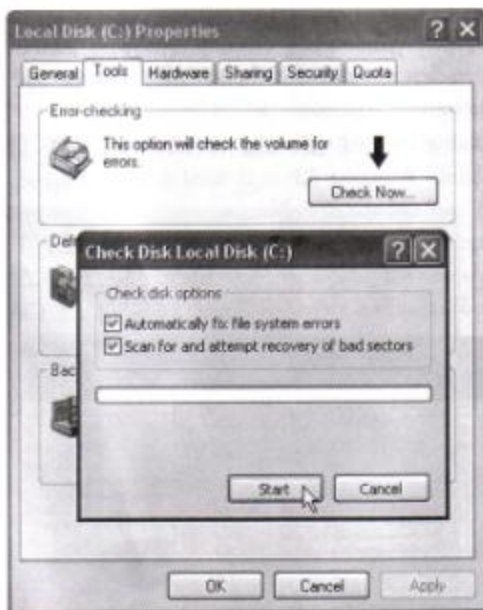 Local Disk (C:) Properties
General Tools Hardware Sharing Security Quota
Error-checking
This option will check the volume for
errors.
Check Now...
Check Disk Local Disk (C:)
Check disk options
Automatically fix file system errors
Scan for and attempt recovery of bad sectors
Start Cancel
OK Cancel Apply